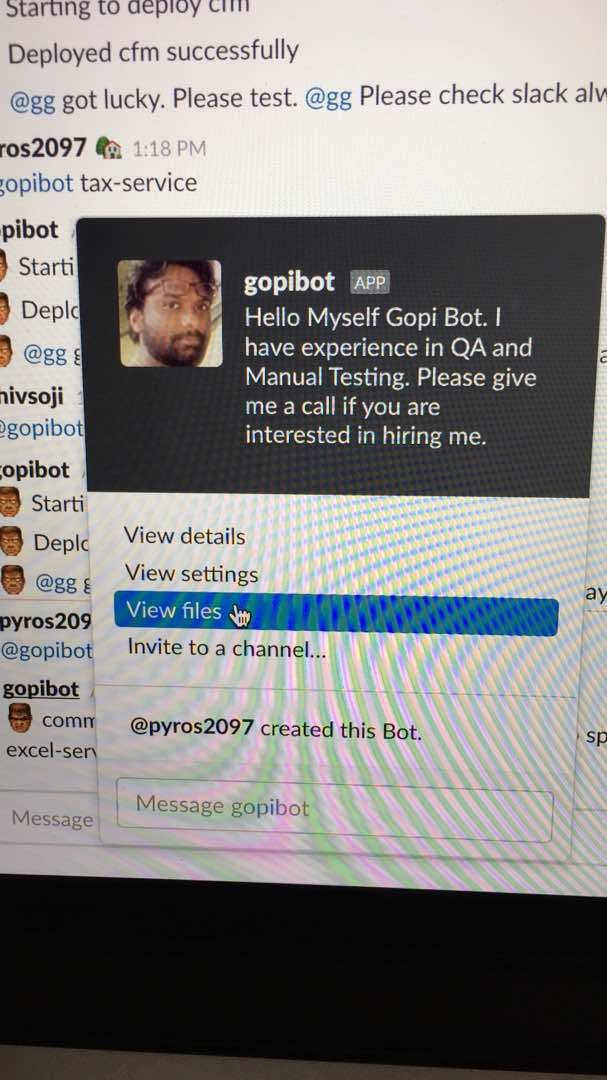 Starting to deploy cfm
Deployed cfm successfully
@gg got lucky. Please test. @gg Please check slack
ros2097 1:18 PM
gopibot tax-service
pibot
Starti
Deplo
@gg g
hivsoji
@gopibot
gopibot
Starti
Deplo
@gg g
pyros209
@gopibot
gopibot
comm
excel-serv
Message
gopibot APP
Hello Myself Gopi Bot. I
have experience in QA and
Manual Testing. Please give
me a call if you are
interested in hiring me.
View details
View settings
View files
Invite to a channel...
@pyros2097 created this Bot.
Message gopibot
ay
sp